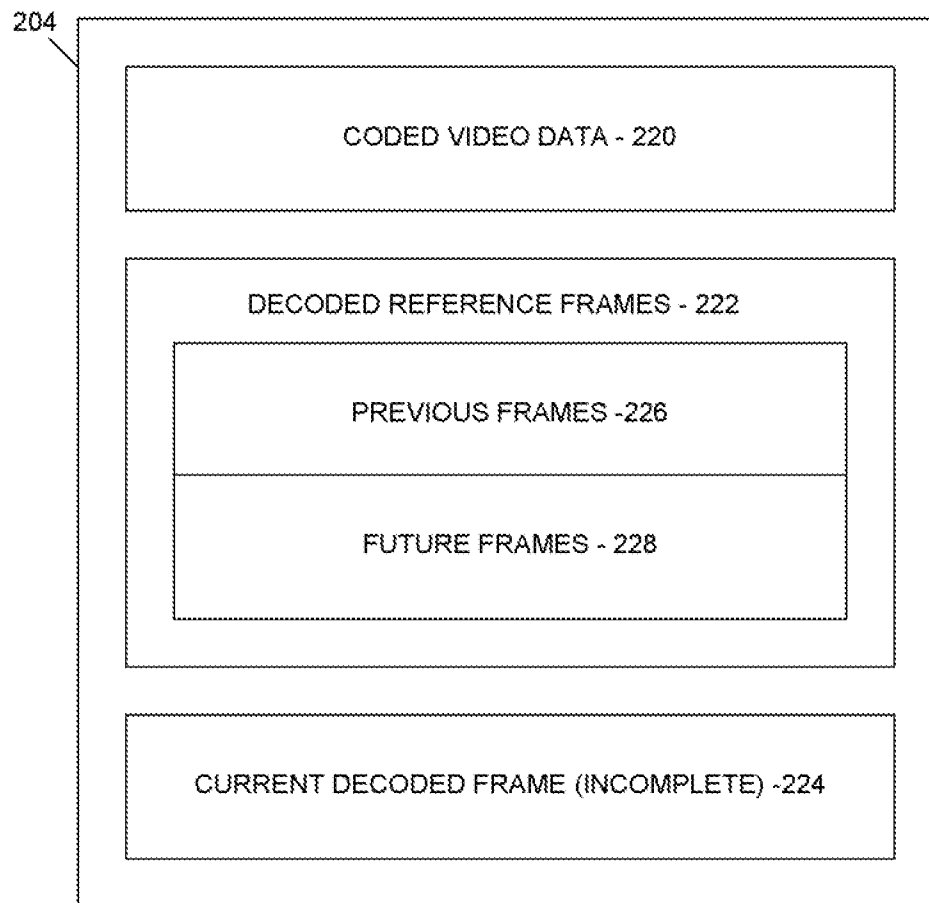 204
CODED VIDEO DATA - 220
DECODED REFERENCE FRAMES - 222
PREVIOUS FRAMES -226
FUTURE FRAMES - 228
CURRENT DECODED FRAME (INCOMPLETE) -224